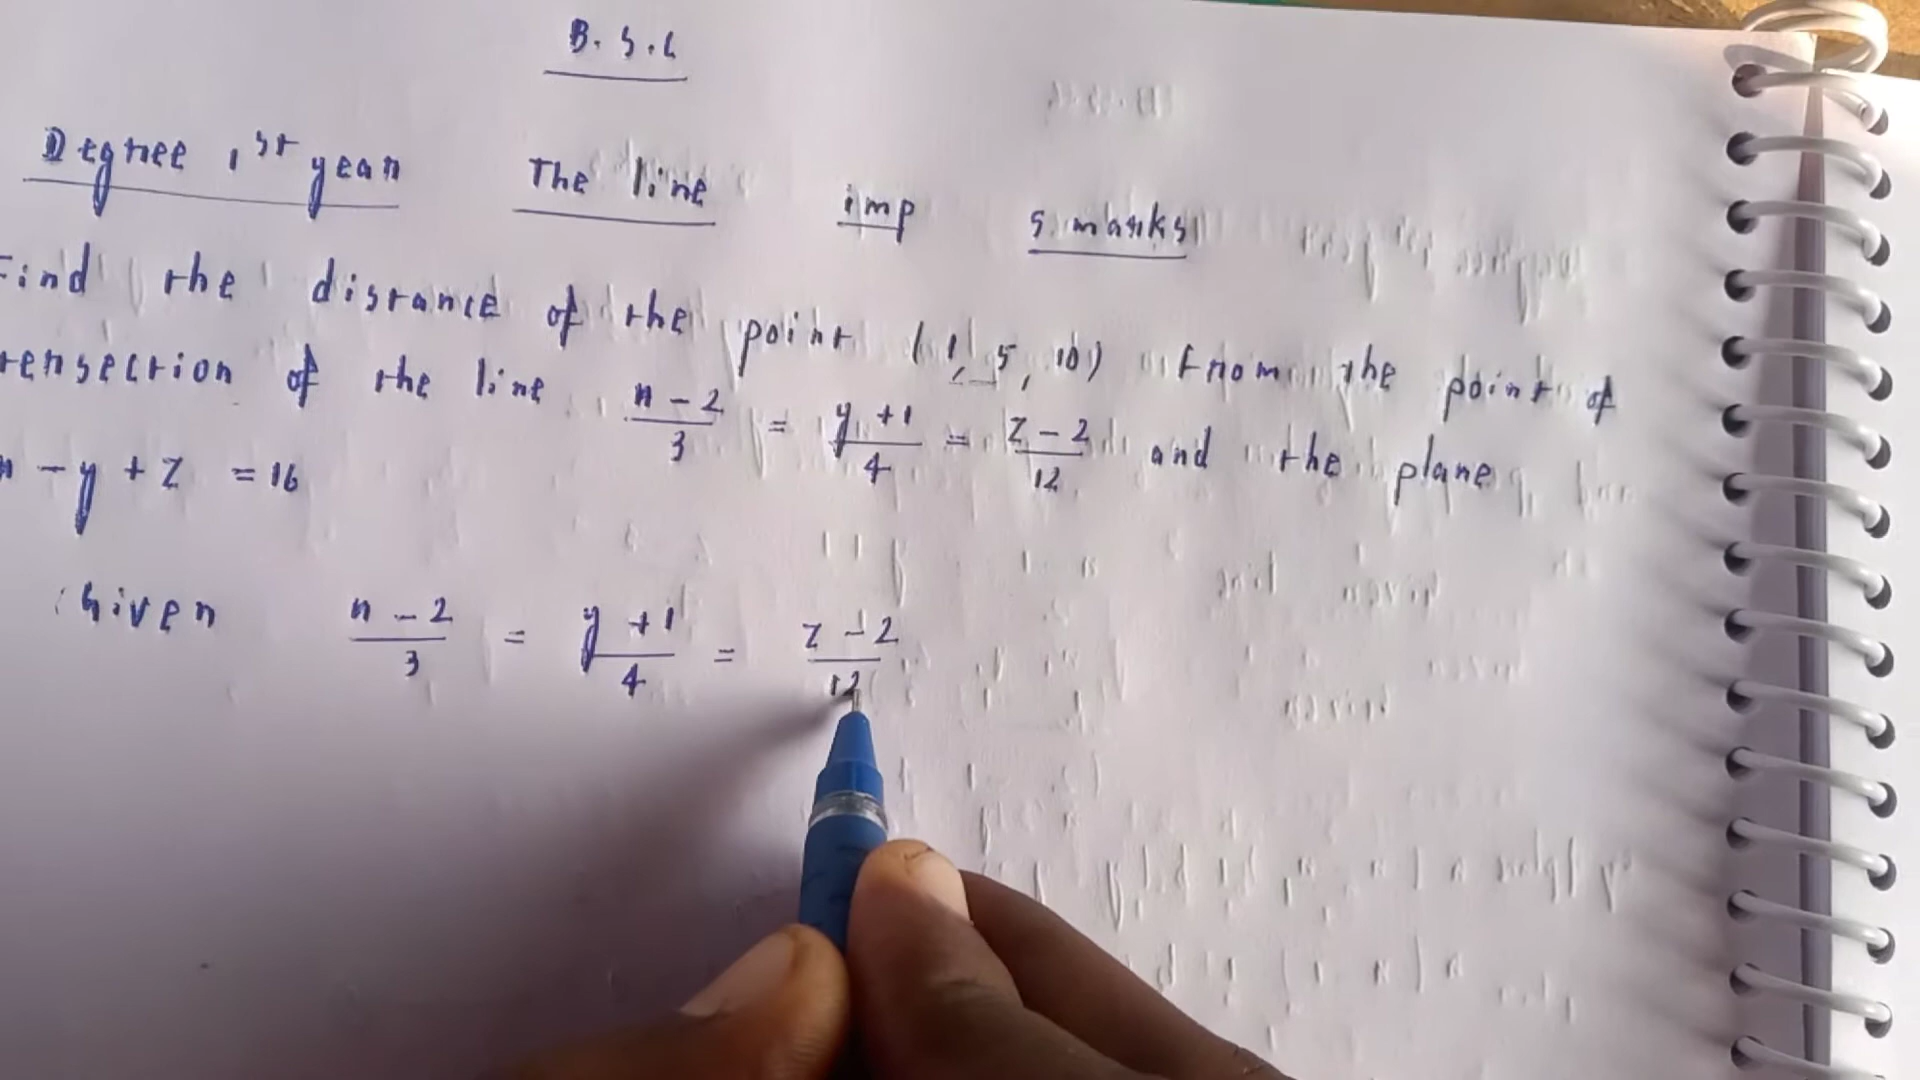 B.S.C
Degree 1st year The line imp 5 marks
Find the distance of the point (1, 5, 10) from the point of
tersection of the line x - 2 / 3 = y + 1 / 4 = z - 2 / 12 and the plane
x - y + z = 16
Given x - 2 / 3 = y + 1 / 4 = z - 2 / 12